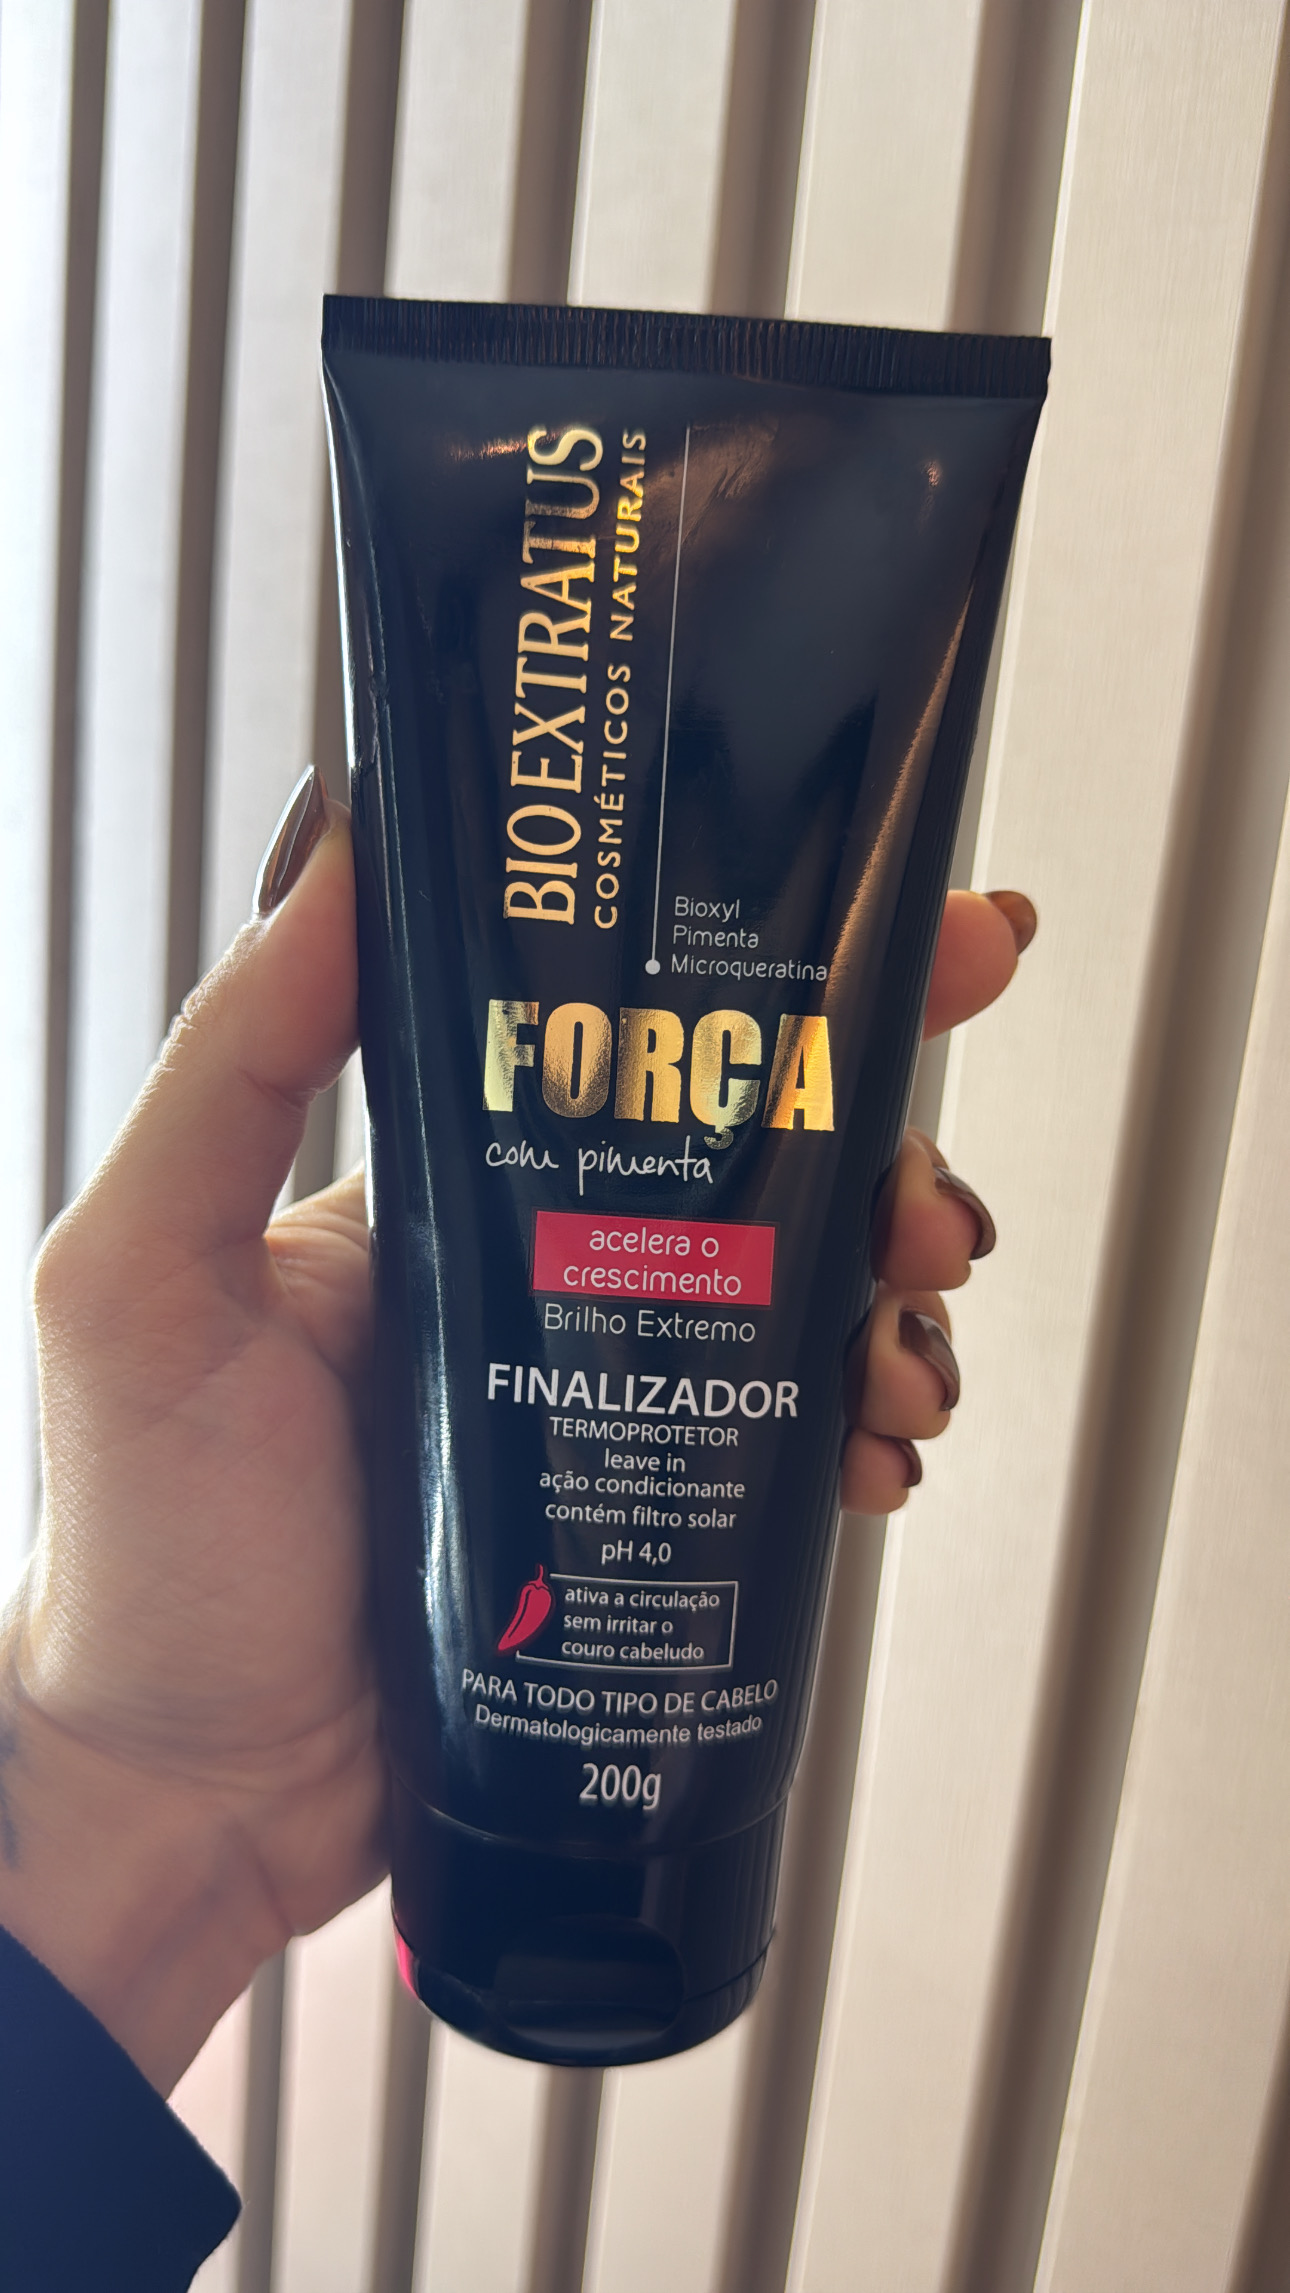 BIOEXTRATUS
COSMÉTICOS NATURAIS
Bioxyl
Pimenta
Microqueratina
FORÇA
com pimenta
acelera o
crescimento
Brilho Extremo
FINALIZADOR
TERMOPROTETOR
leave in
ação condicionante
contém filtro solar
pH 4,0
ativa a circulação
sem irritar o
couro cabeludo
PARA TODO TIPO DE CABELO
Dermatologicamente testado
200g